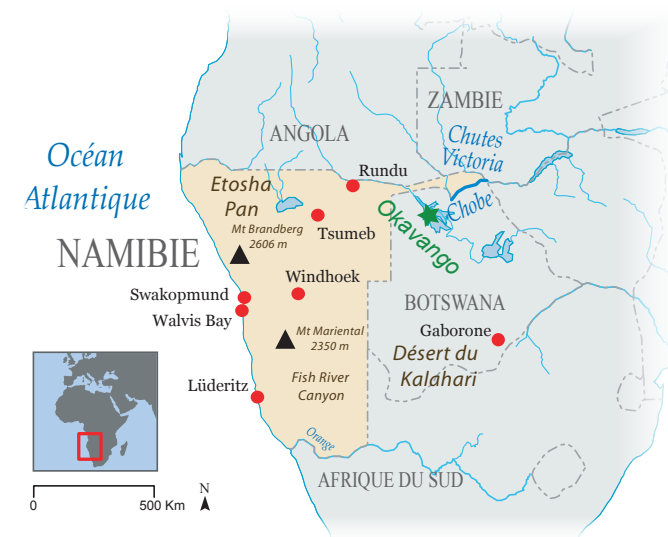 ZAMBIE
ANGOLA
Chutes
Victoria
Océan
Atlantique
Rundu
Etosha
Pan
Chobe
Okavango
Mt Brandberg
2606 m
Tsumeb
NAMIBIE
Windhoek
Swakopmund
Walvis Bay
BOTSWANA
Gaborone
Mt Mariental
2350 m
Désert du
Kalahari
Lüderitz
Fish River
Canyon
Orange
AFRIQUE DU SUD
N
0
500 Km